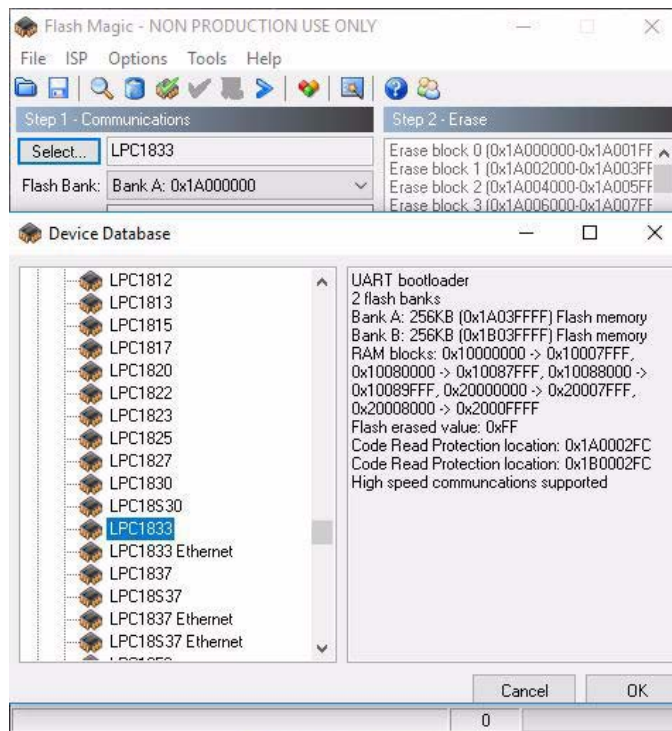 Flash Magic - NON PRODUCTION USE ONLY
File ISP Options Tools Help
Step 1 - Communications
Step 2 - Erase
Select... LPC1833
Flash Bank: Bank A: 0x1A000000
Erase block 0 (0x1A000000-0x1A001FF
Erase block 1 (0x1A002000-0x1A003FF
Erase block 2 (0x1A004000-0x1A005FF
Erase block 3 (0x1A006000-0x1A007FF
Device Database
LPC1812
LPC1813
LPC1815
LPC1817
LPC1820
LPC1822
LPC1823
LPC1825
LPC1827
LPC1830
LPC18S30
LPC1833
LPC1833 Ethernet
LPC1837
LPC18S37
LPC1837 Ethernet
LPC18S37 Ethernet
UART bootloader
2 flash banks
Bank A: 256KB (0x1A03FFFF) Flash memory
Bank B: 256KB (0x1B03FFFF) Flash memory
RAM blocks: 0x10000000 -> 0x10007FFF,
0x10080000 -> 0x10087FFF, 0x10088000 ->
0x10089FFF, 0x20000000 -> 0x20007FFF,
0x20008000 -> 0x2000FFFF
Flash erased value: 0xFF
Code Read Protection location: 0x1A0002FC
Code Read Protection location: 0x1B0002FC
High speed communcations supported
Cancel OK
0